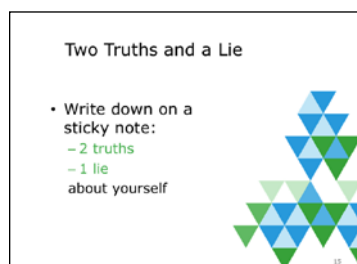 Two Truths and a Lie
• Write down on a
sticky note:
– 2 truths
– 1 lie
about yourself
15